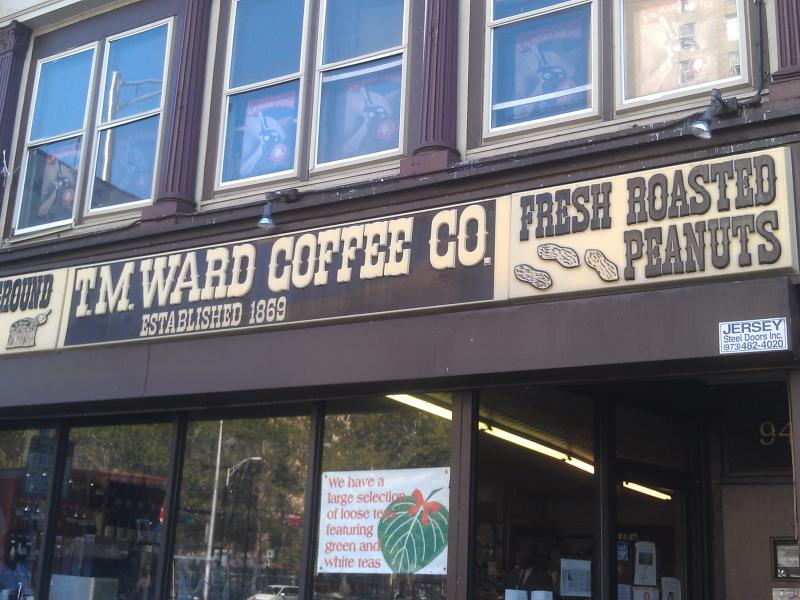 ROUND
T.M. WARD COFFEE CO.
ESTABLISHED 1869
FRESH ROASTED
PEANUTS
JERSEY
Steel Doors Inc.
(973)482-4020
94
We have a
large selection
of loose teas
featuring
green and
white teas